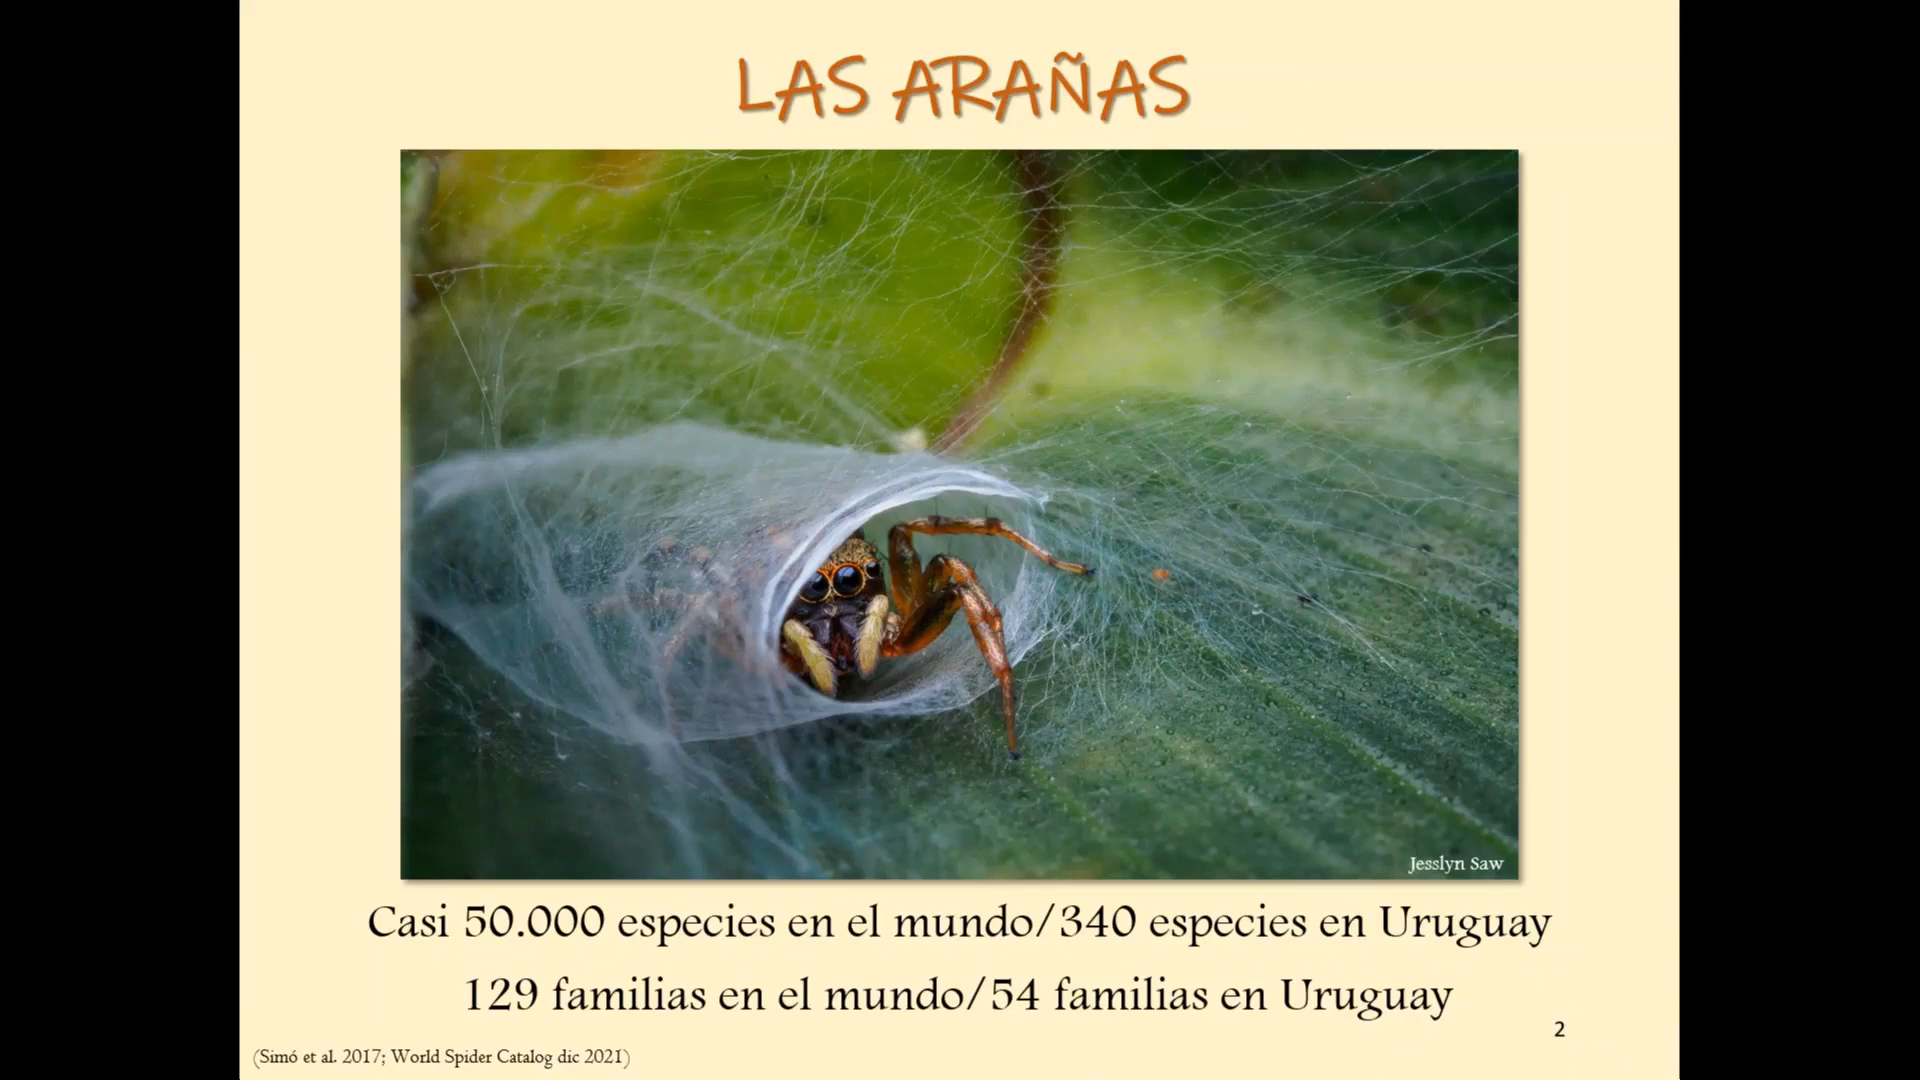 LAS ARAÑAS
Jesslyn Saw
Casi 50.000 especies en el mundo/340 especies en Uruguay
129 familias en el mundo/54 familias en Uruguay
2
(Simó et al. 2017; World Spider Catalog dic 2021)